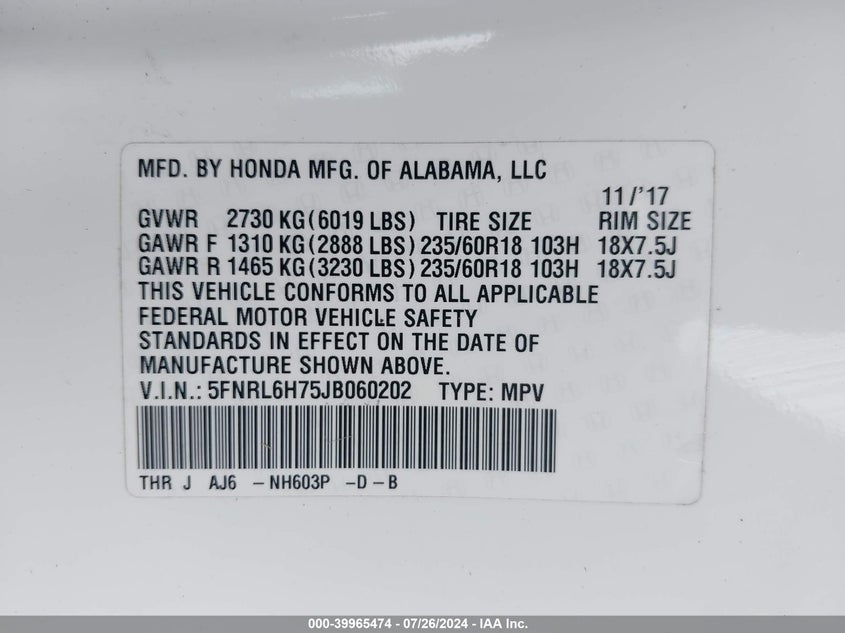 MFD. BY HONDA MFG. OF ALABAMA, LLC
11/'17
GVWR 2730 KG(6019 LBS) TIRE SIZE RIM SIZE
GAWR F 1310 KG(2888 LBS) 235/60R18 103H 18X7.5J
GAWR R 1465 KG(3230 LBS) 235/60R18 103H 18X7.5J
THIS VEHICLE CONFORMS TO ALL APPLICABLE
FEDERAL MOTOR VEHICLE SAFETY
STANDARDS IN EFFECT ON THE DATE OF
MANUFACTURE SHOWN ABOVE.
V.I.N.: 5FNRL6H75JB060202 TYPE: MPV
THR J AJ6 -NH603P -D-B
000-39965474 - 07/26/2024 - IAA Inc.